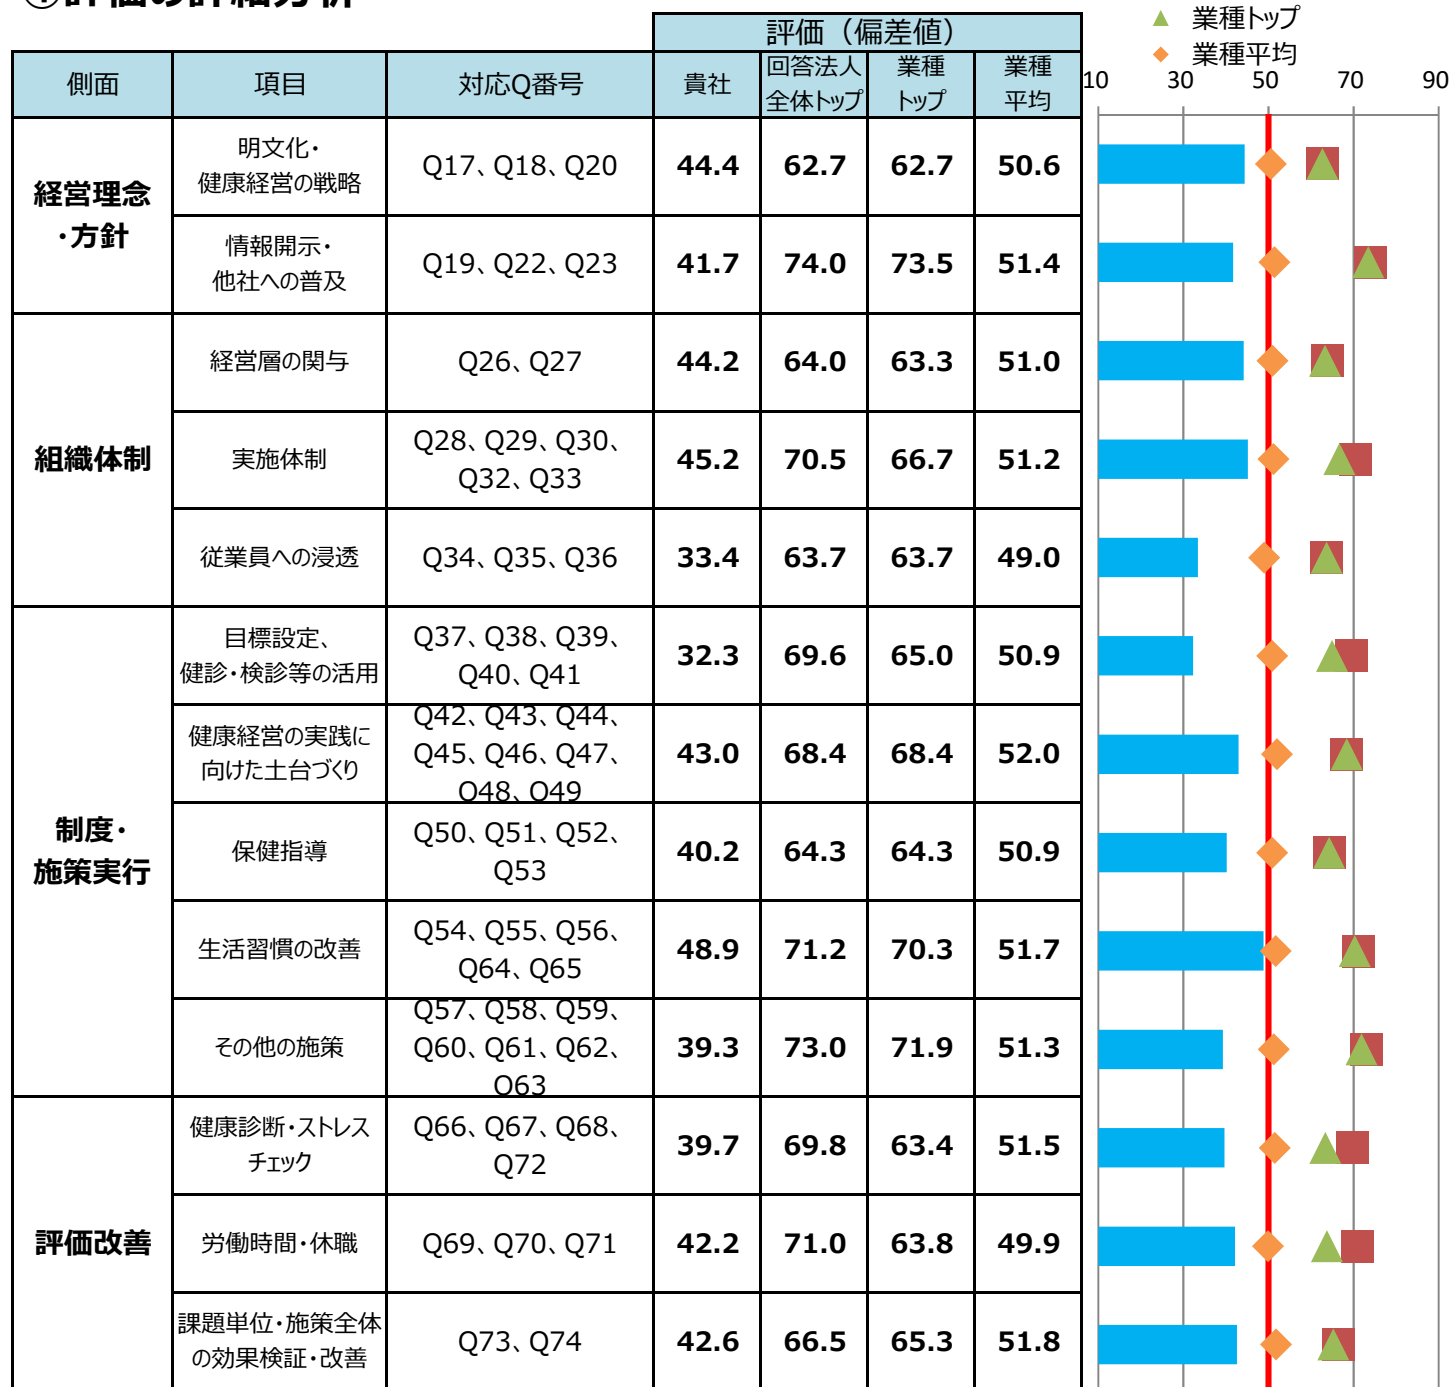 ①評価の詳細分析
▲ 業種トップ
◆ 業種平均
評価（偏差値）
側面 項目 対応Q番号 貴社 回答法人全体トップ 業種トップ 業種平均
10 30 50 70 90
経営理念・方針
明文化・健康経営の戦略 Q17、Q18、Q20 44.4 62.7 62.7 50.6
情報開示・他社への普及 Q19、Q22、Q23 41.7 74.0 73.5 51.4
組織体制
経営層の関与 Q26、Q27 44.2 64.0 63.3 51.0
実施体制 Q28、Q29、Q30、Q32、Q33 45.2 70.5 66.7 51.2
従業員への浸透 Q34、Q35、Q36 33.4 63.7 63.7 49.0
制度・施策実行
目標設定、健診・検診等の活用 Q37、Q38、Q39、Q40、Q41 32.3 69.6 65.0 50.9
健康経営の実践に向けた土台づくり Q42、Q43、Q44、Q45、Q46、Q47、Q48、Q49 43.0 68.4 68.4 52.0
保健指導 Q50、Q51、Q52、Q53 40.2 64.3 64.3 50.9
生活習慣の改善 Q54、Q55、Q56、Q64、Q65 48.9 71.2 70.3 51.7
その他の施策 Q57、Q58、Q59、Q60、Q61、Q62、Q63 39.3 73.0 71.9 51.3
評価改善
健康診断・ストレスチェック Q66、Q67、Q68、Q72 39.7 69.8 63.4 51.5
労働時間・休職 Q69、Q70、Q71 42.2 71.0 63.8 49.9
課題単位・施策全体の効果検証・改善 Q73、Q74 42.6 66.5 65.3 51.8